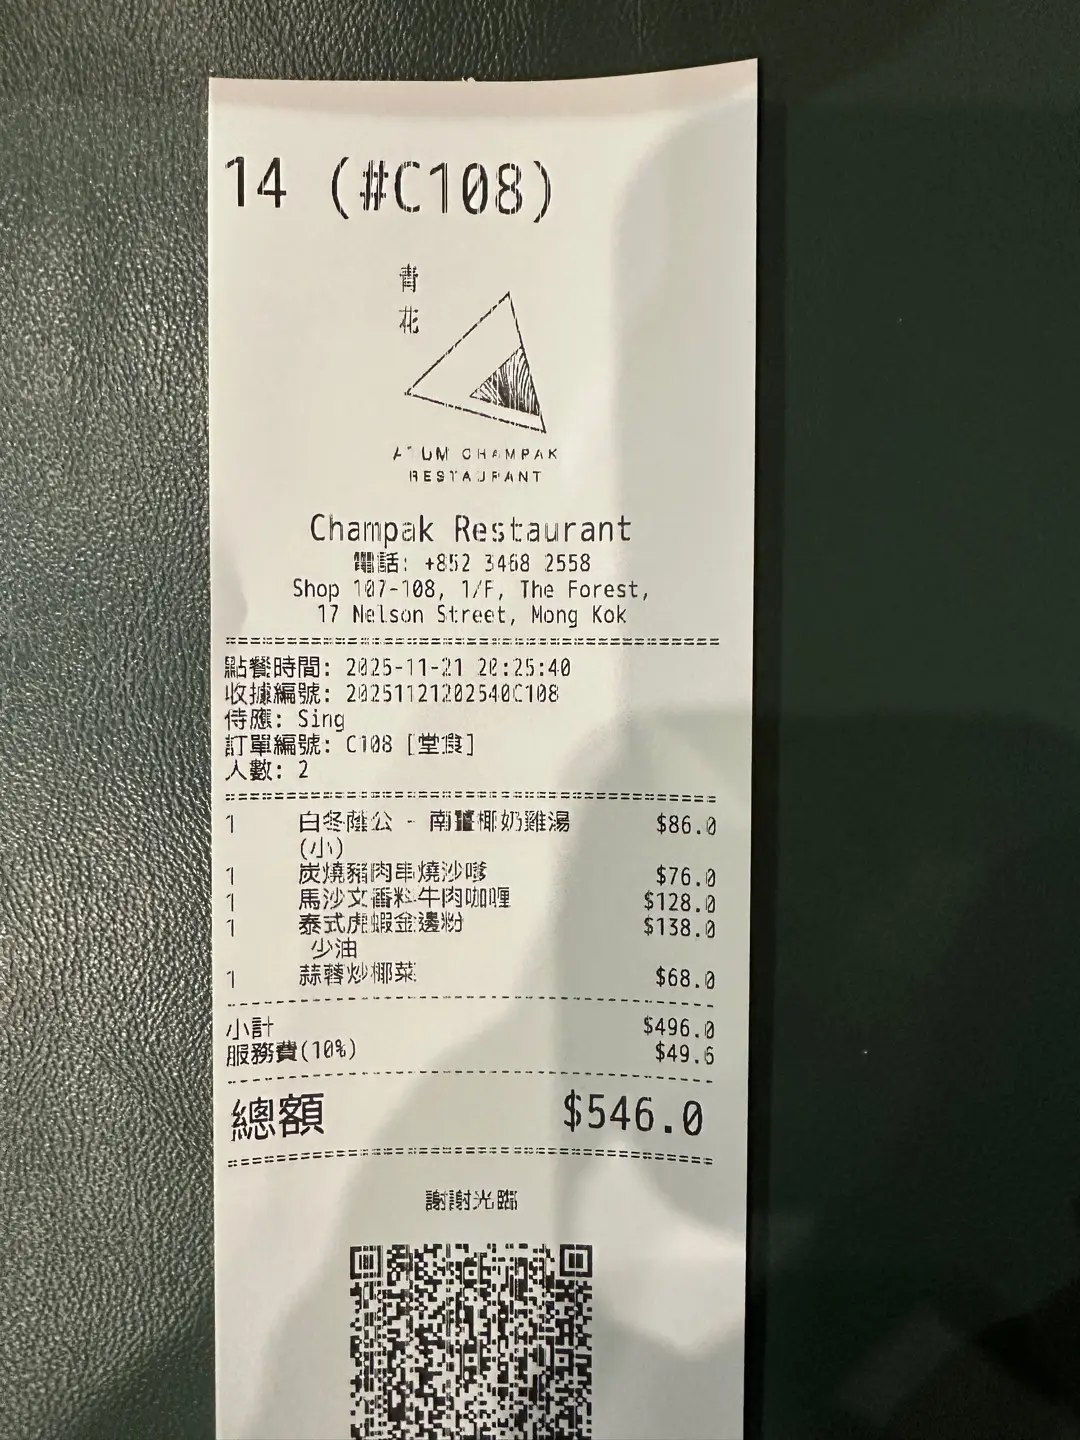 14 (#C108)
青
花
ATUM CHAMPAK
RESTAURANT
Champak Restaurant
電話: +852 3468 2558
Shop 107-108, 1/F, The Forest,
17 Nelson Street, Mong Kok
點餐時間: 2025-11-21 20:25:40
收據編號: 20251121202540C108
侍應: Sing
訂單編號: C108 [堂食]
人數: 2
1 白冬蔭公 - 南薑椰奶雞湯 $86.0
(小)
1 炭燒豬肉串燒沙嗲 $76.0
1 馬沙文香料牛肉咖喱 $128.0
1 泰式虎蝦金邊粉 $138.0
少油
1 蒜蓉炒椰菜 $68.0
小計 $496.0
服務費(10%) $49.6
總額 $546.0
謝謝光臨